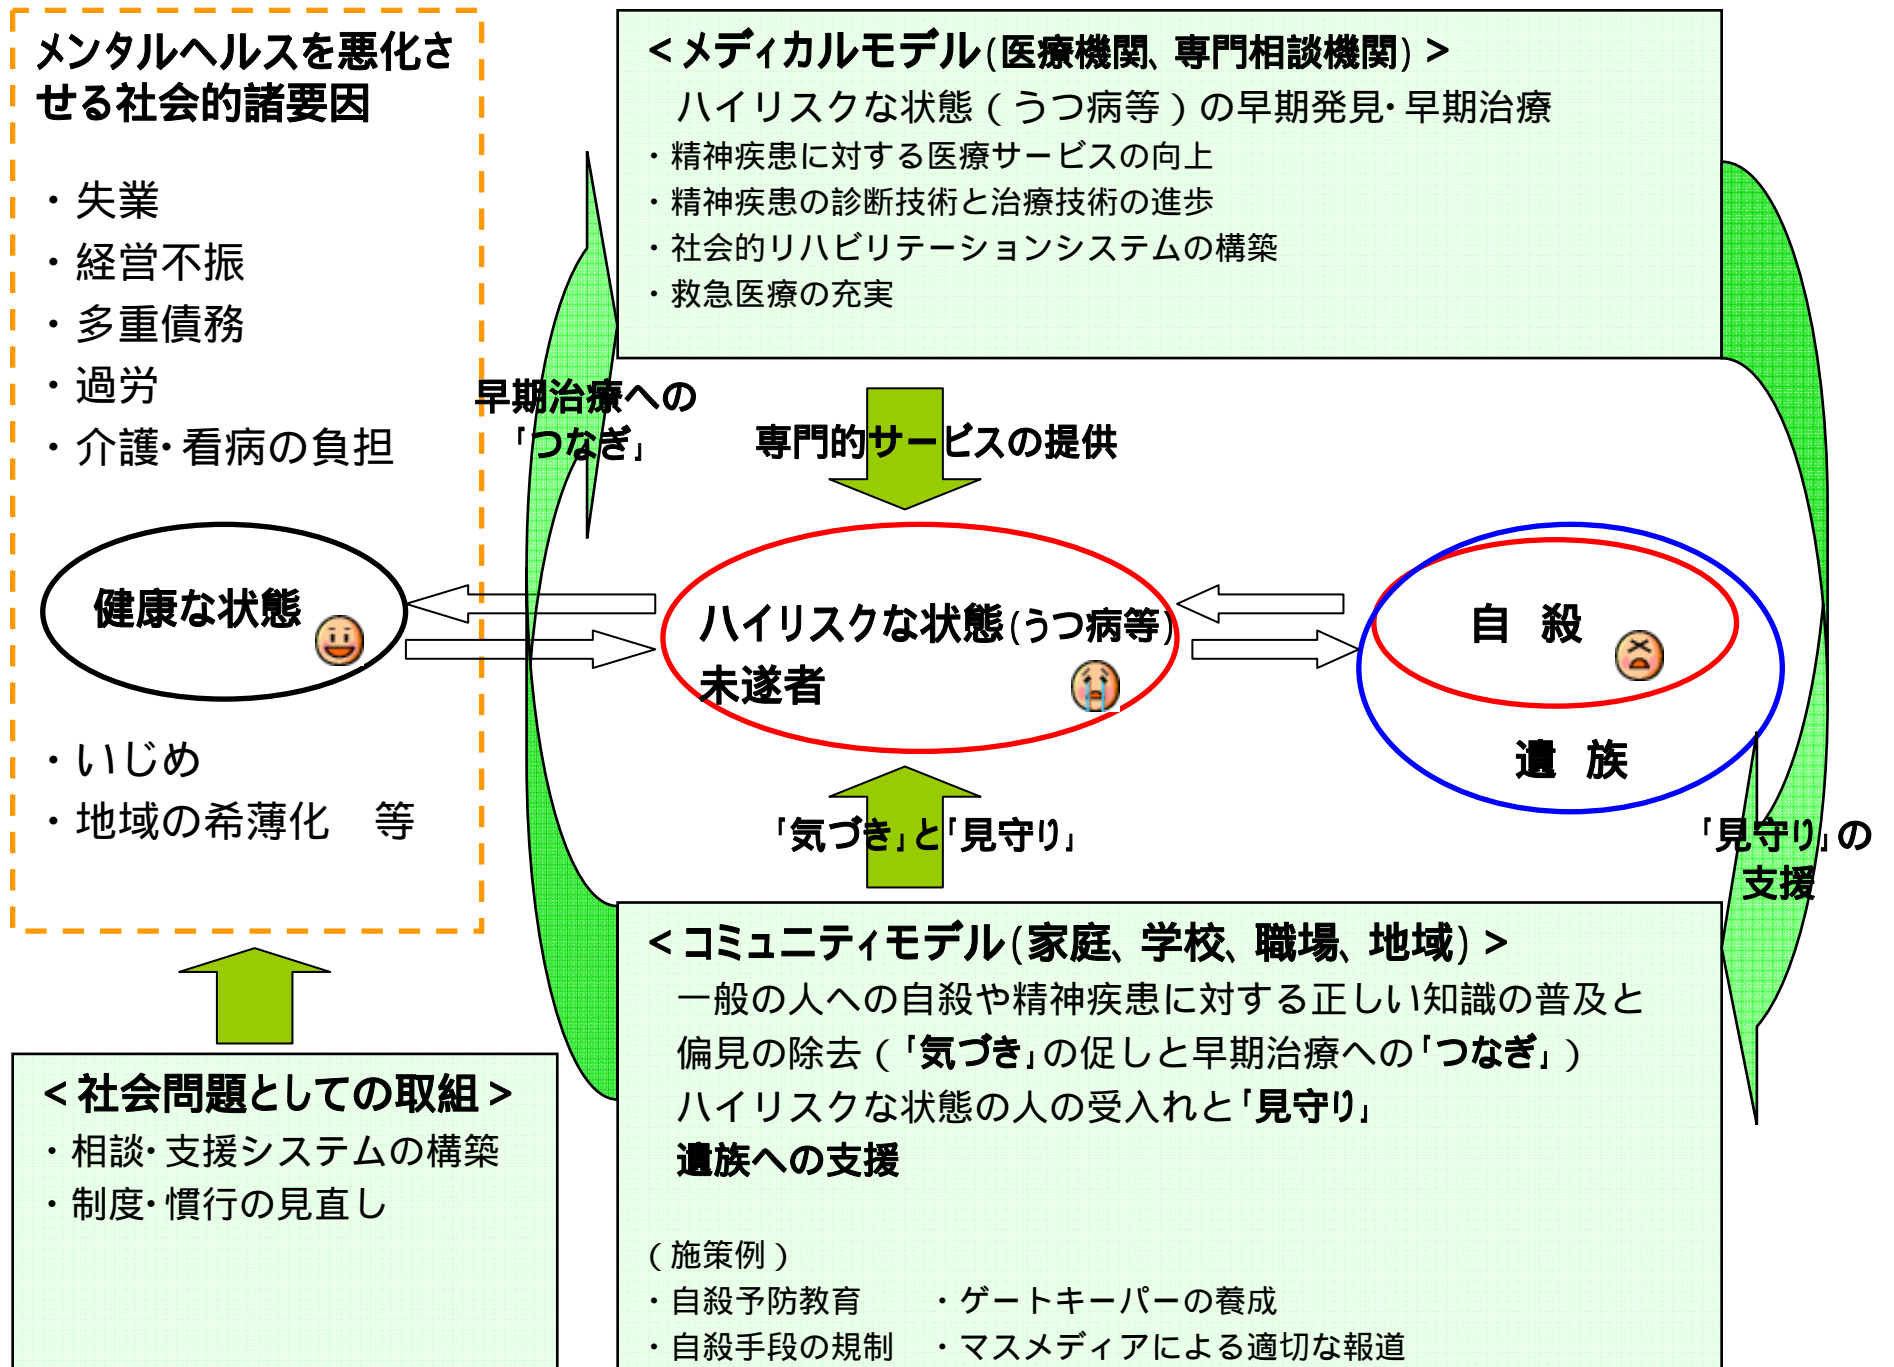 メンタルヘルスを悪化さ
せる社会的諸要因
・失業
・経営不振
・多重債務
・過労
・介護・看病の負担
健康な状態
・いじめ
・地域の希薄化　等
<社会問題としての取組>
・相談・支援システムの構築
・制度・慣行の見直し
<メディカルモデル(医療機関、専門相談機関)>
ハイリスクな状態(うつ病等)の早期発見・早期治療
・精神疾患に対する医療サービスの向上
・精神疾患の診断技術と治療技術の進歩
・社会的リハビリテーションシステムの構築
・救急医療の充実
早期治療への
「つなぎ」
専門的サービスの提供
ハイリスクな状態(うつ病等)
未遂者
自　殺
遺　族
「気づき」と「見守り」
「見守り」の
支援
<コミュニティモデル(家庭、学校、職場、地域)>
一般の人への自殺や精神疾患に対する正しい知識の普及と
偏見の除去(「気づき」の促しと早期治療への「つなぎ」)
ハイリスクな状態の人の受入れと「見守り」
遺族への支援
(施策例)
・自殺予防教育　・ゲートキーパーの養成
・自殺手段の規制　・マスメディアによる適切な報道